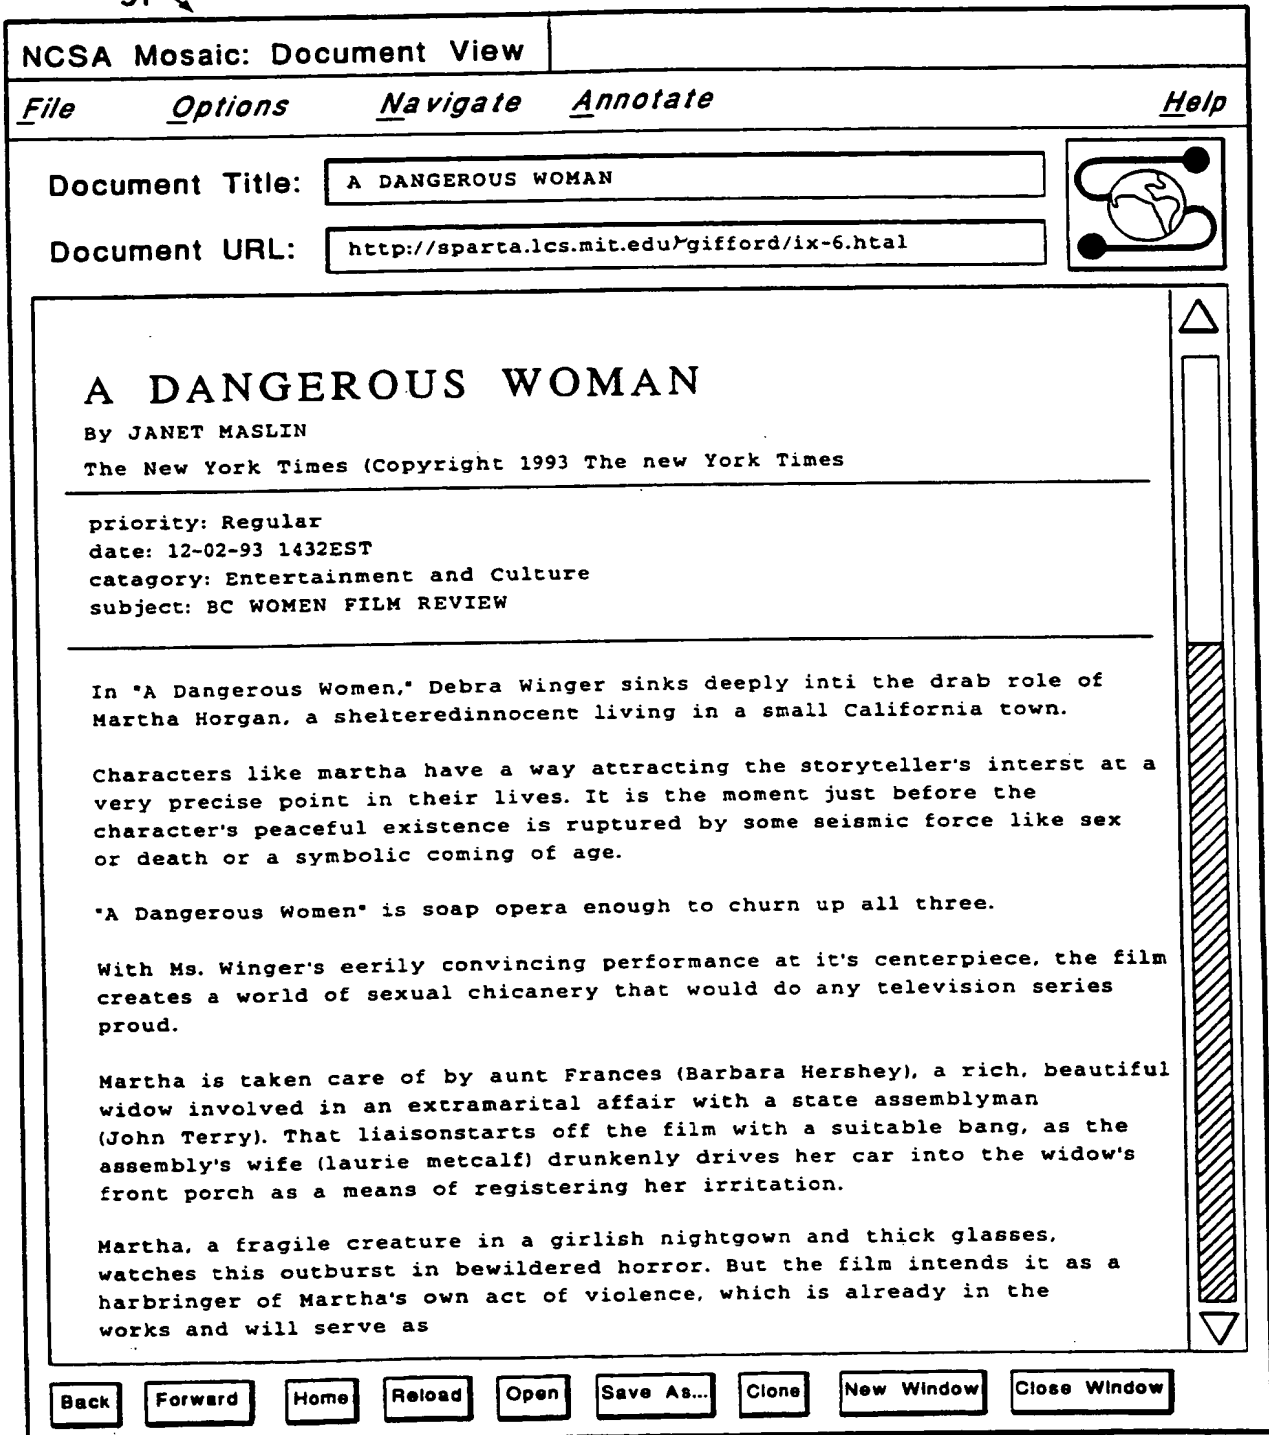 NCSA Mosaic: Document View
File Options Navigate Annotate Help
Document Title: A DANGEROUS WOMAN
Document URL: http://sparta.lcs.mit.edu/~gifford/ix-6.htal
A DANGEROUS WOMAN
By JANET MASLIN
The New York Times (Copyright 1993 The new York Times
priority: Regular
date: 12-02-93 1432EST
catagory: Entertainment and Culture
subject: BC WOMEN FILM REVIEW
In "A Dangerous Women," Debra Winger sinks deeply inti the drab role of
Martha Horgan, a shelteredinnocent living in a small California town.
Characters like martha have a way attracting the storyteller's interst at a
very precise point in their lives. It is the moment just before the
character's peaceful existence is ruptured by some seismic force like sex
or death or a symbolic coming of age.
"A Dangerous Women" is soap opera enough to churn up all three.
With Ms. Winger's eerily convincing performance at it's centerpiece, the film
creates a world of sexual chicanery that would do any television series
proud.
Martha is taken care of by aunt Frances (Barbara Hershey), a rich, beautiful
widow involved in an extramarital affair with a state assemblyman
(John Terry). That liaisonstarts off the film with a suitable bang, as the
assembly's wife (laurie metcalf) drunkenly drives her car into the widow's
front porch as a means of registering her irritation.
Martha, a fragile creature in a girlish nightgown and thick glasses,
watches this outburst in bewildered horror. But the film intends it as a
harbringer of Martha's own act of violence, which is already in the
works and will serve as
Back Forward Home Reload Open Save As... Clone New Window Close Window